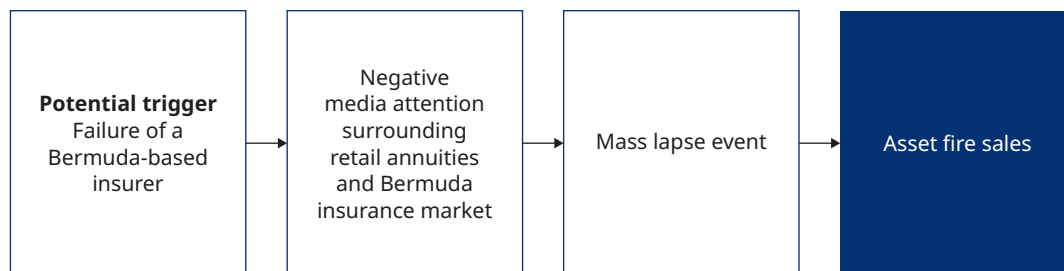 Potential trigger
Failure of a
Bermuda-based
insurer
Negative
media attention
surrounding
retail annuities
and Bermuda
insurance market
Mass lapse event
Asset fire sales